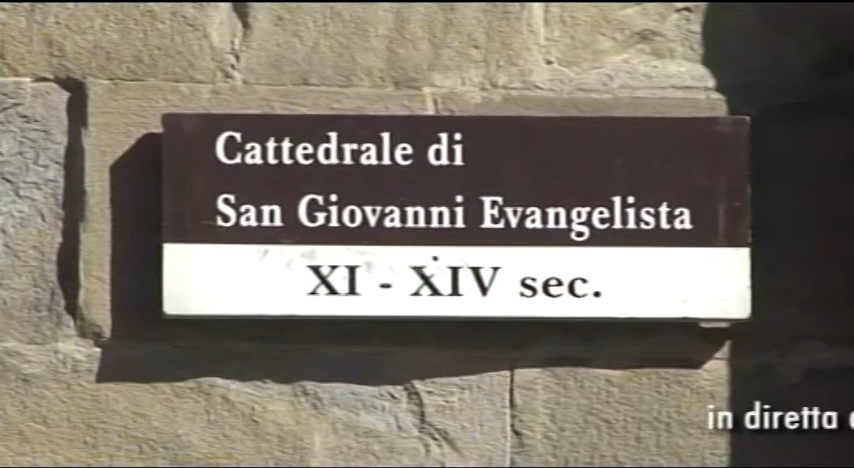 Cattedrale di
San Giovanni Evangelista
XI - XIV sec.
in diretta